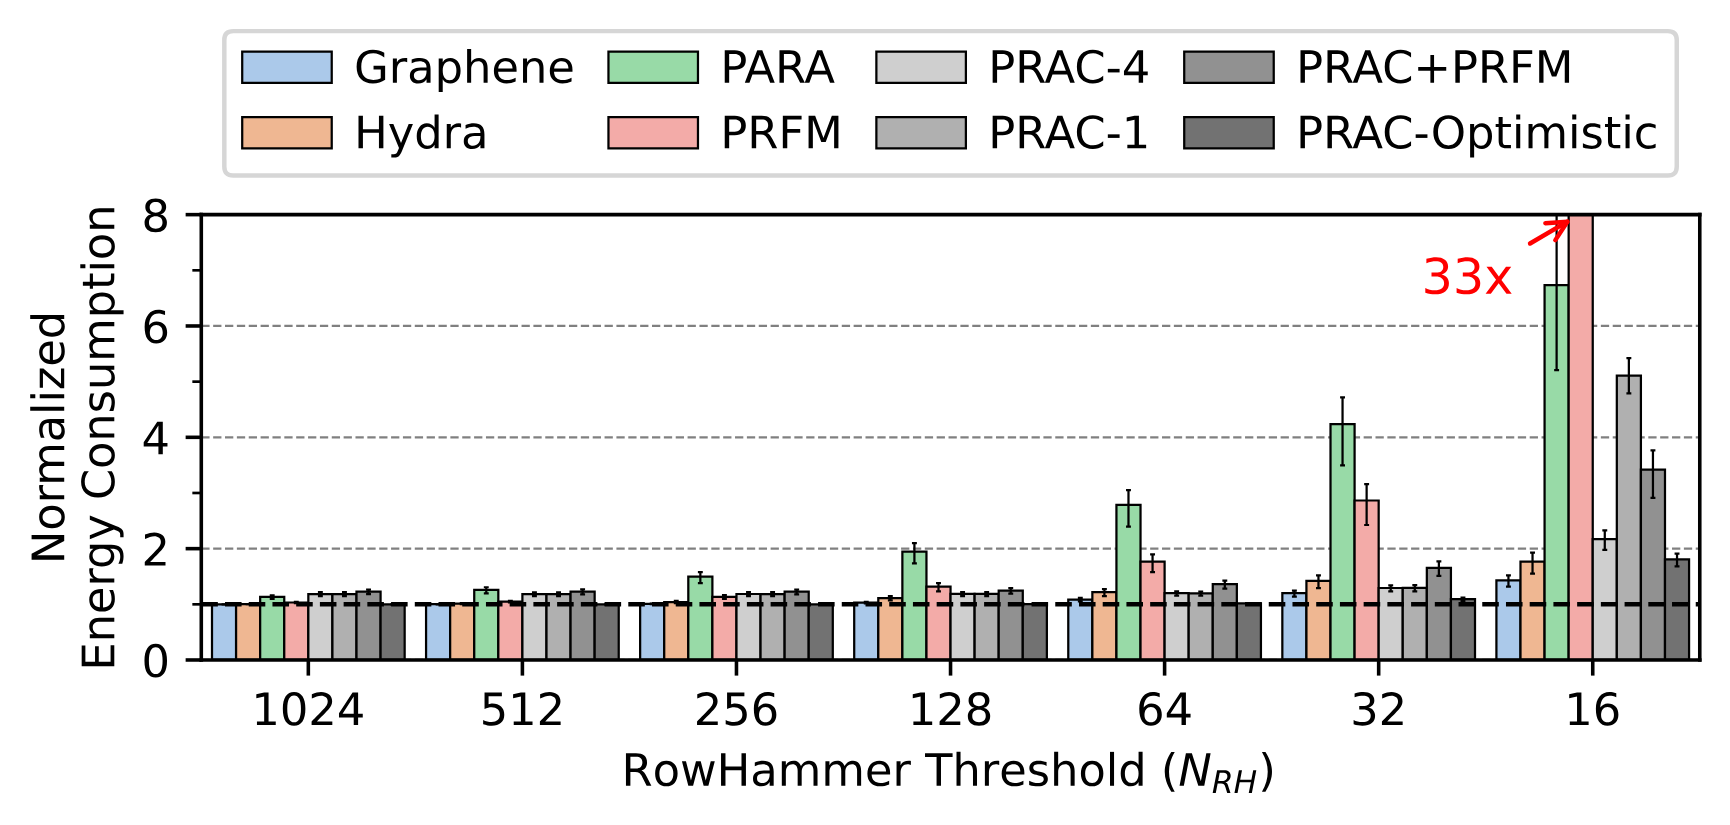 Graphene PARA PRAC-4 PRAC+PRFM
Hydra PRFM PRAC-1 PRAC-Optimistic
Normalized
Energy Consumption
8
6
4
2
0
33x
1024 512 256 128 64 32 16
RowHammer Threshold (N_RH)